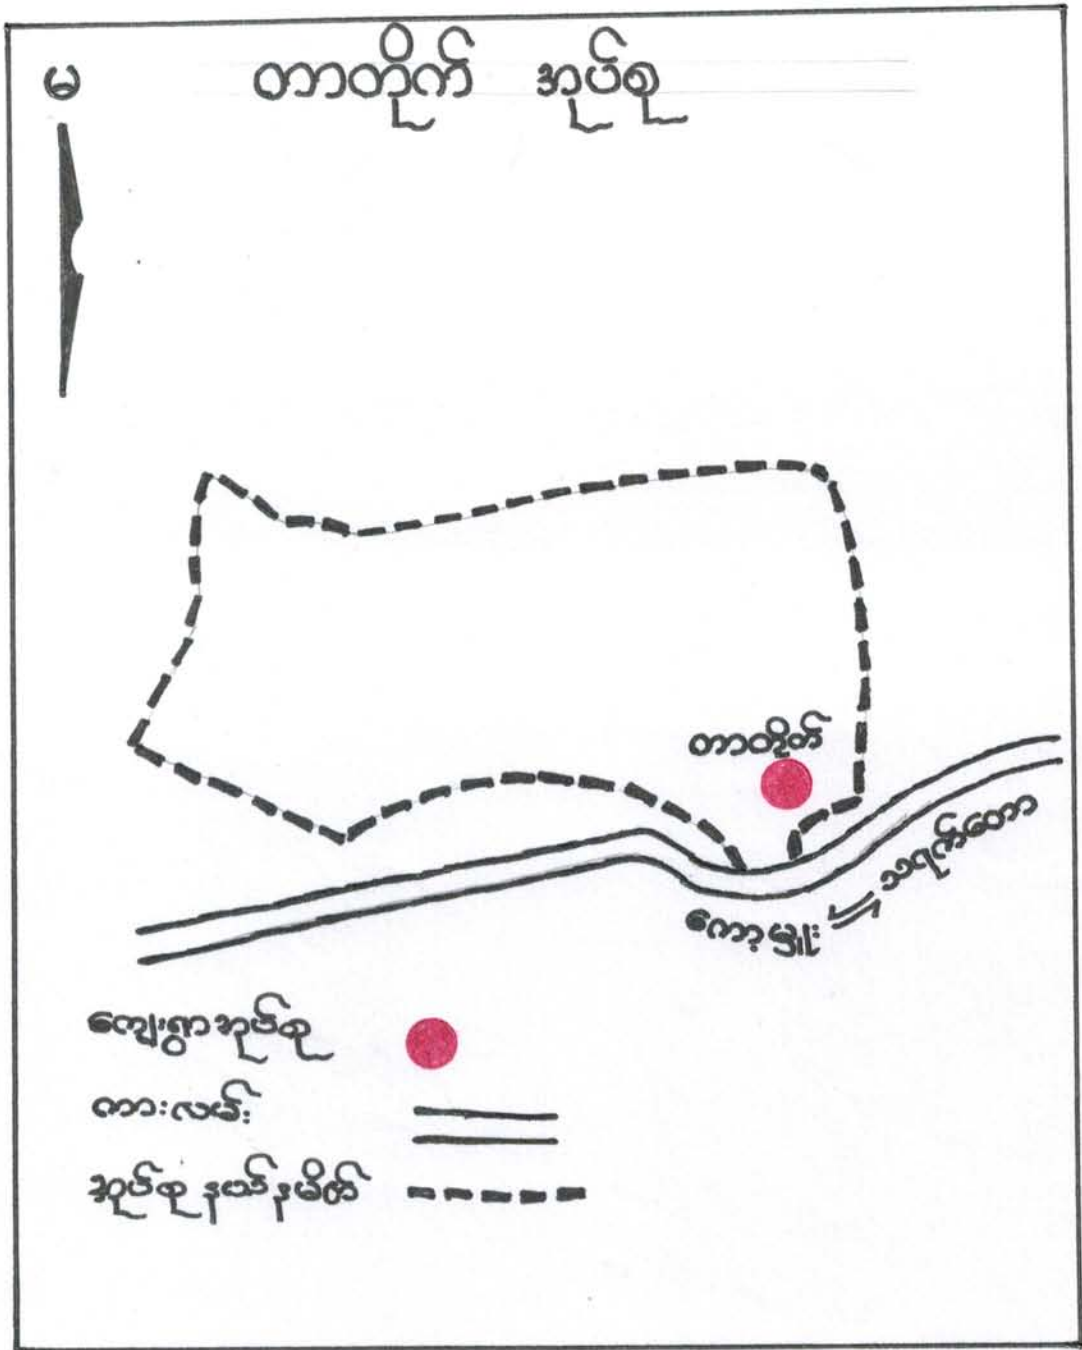 မ
တာတိုက် အုပ်စု
တာတိုက်
သရက်တော
ကော့မှူး
ကျေးရွာအုပ်စု
ကားလမ်း
အုပ်စု နယ်နမိတ်